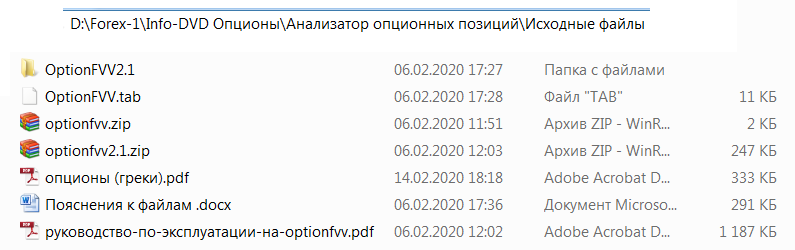 D:\Forex-1\Info-DVD Опционы\Анализатор опционных позиций\Исходные файлы
OptionFVV2.1 06.02.2020 17:27 Папка с файлами
OptionFVV.tab 06.02.2020 17:28 Файл "TAB" 11 КБ
optionfvv.zip 06.02.2020 11:51 Архив ZIP - WinR... 2 КБ
optionfvv2.1.zip 06.02.2020 12:03 Архив ZIP - WinR... 247 КБ
опционы (греки).pdf 14.02.2020 18:18 Adobe Acrobat D... 333 КБ
Пояснения к файлам .docx 06.02.2020 17:36 Документ Microso... 291 КБ
руководство-по-эксплуатации-на-optionfvv.pdf 06.02.2020 12:02 Adobe Acrobat D... 1 187 КБ